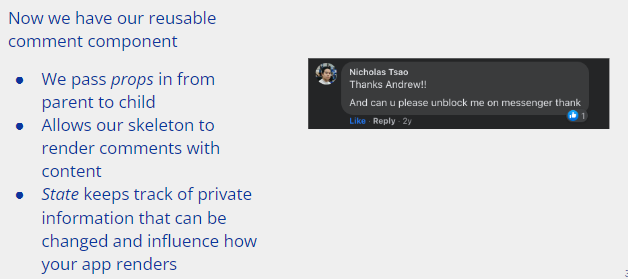 Now we have our reusable
comment component
● We pass props in from
parent to child
● Allows our skeleton to
render comments with
content
● State keeps track of private
information that can be
changed and influence how
your app renders
Nicholas Tsao
Thanks Andrew!!
And can u please unblock me on messenger thank
Like · Reply · 2y
1